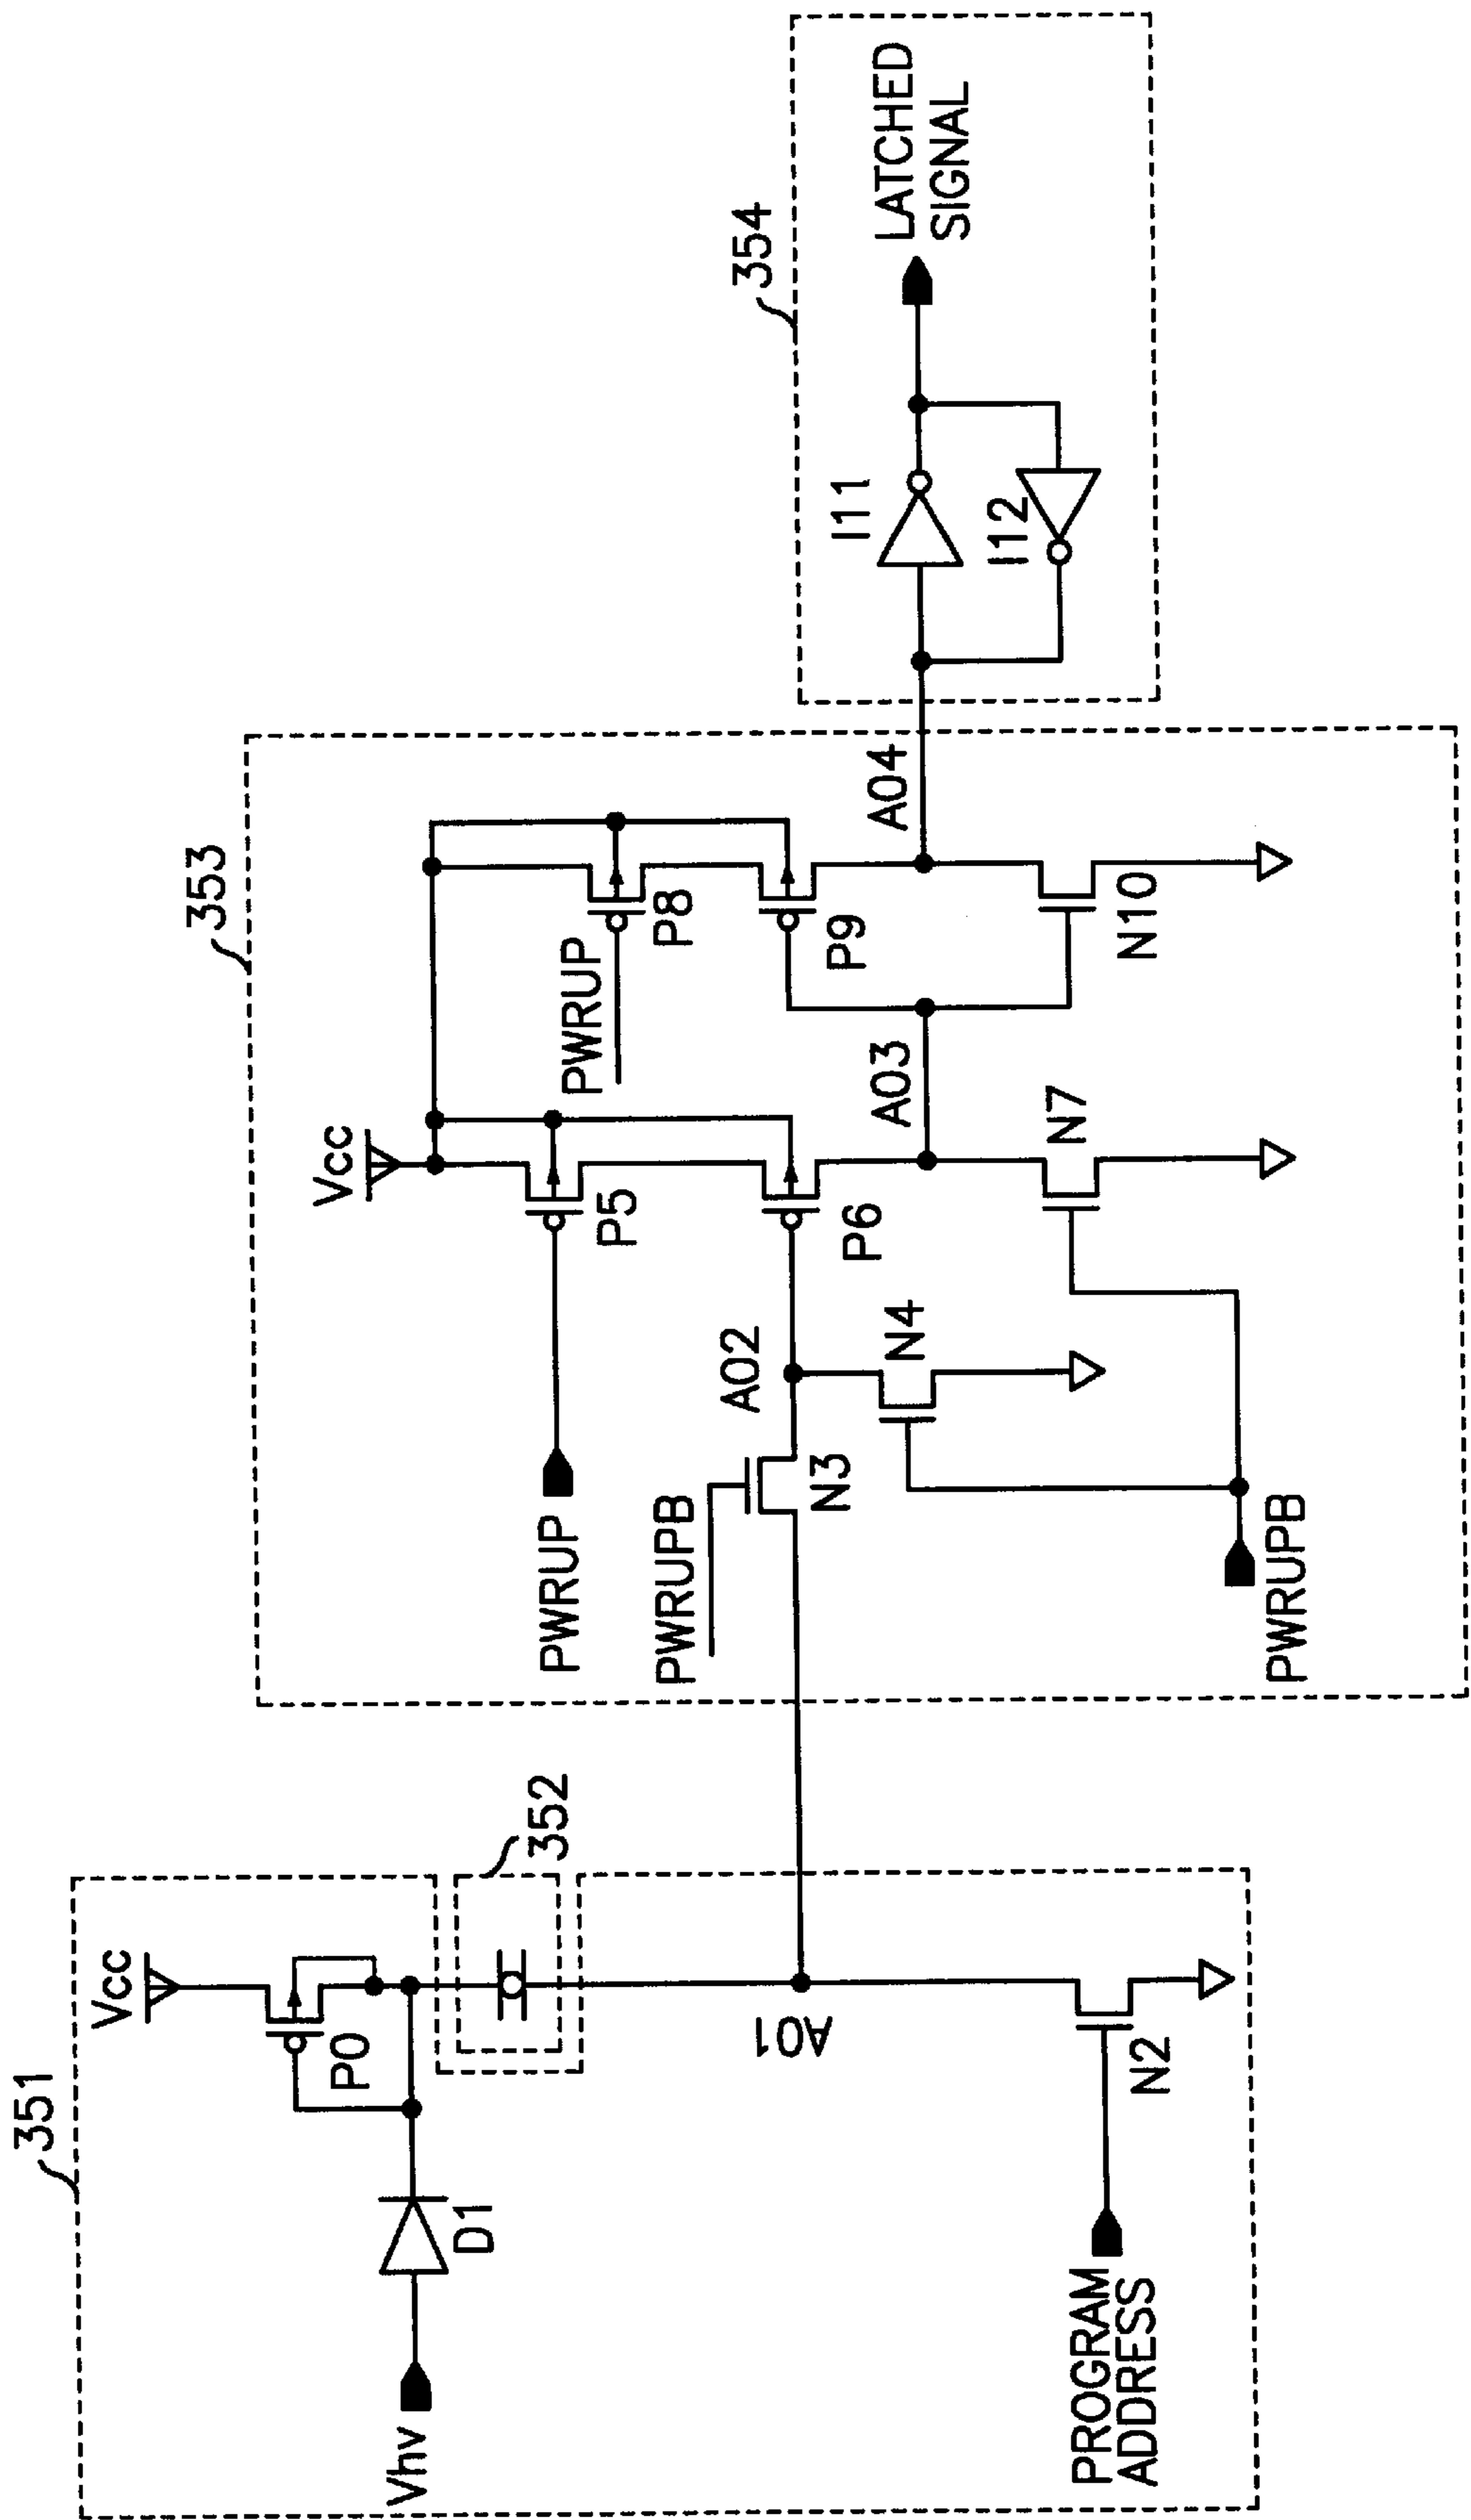 351
Vcc
P0
Vhv
D1
352
A01
PROGRAM
ADDRESS
N2
353
Vcc
PWRUP
P5
PWRUP
P8
PWRUPB
N3
A02
P6
P9
N4
A03
A04
N7
N10
PWRUPB
354
I11
I12
LATCHED
SIGNAL